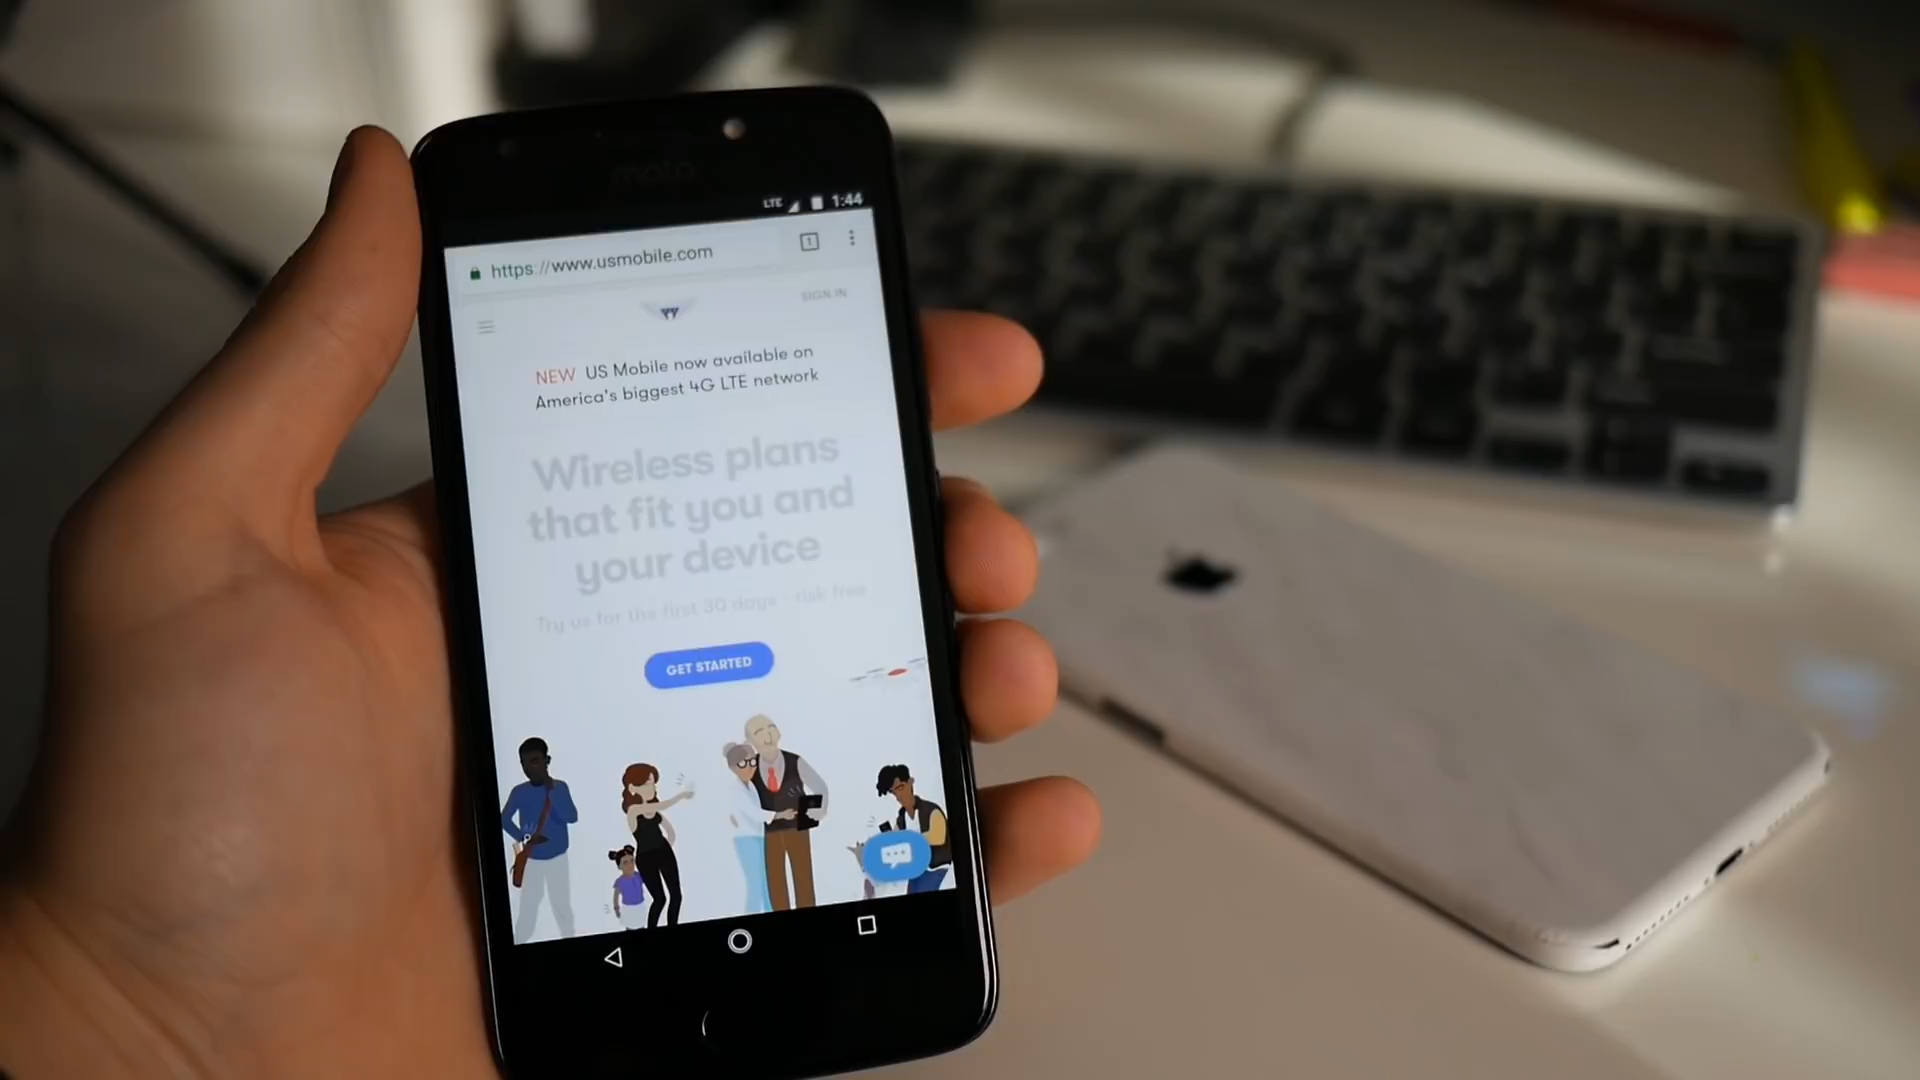 moto
LTE 1:44
https://www.usmobile.com 1
SIGN IN
NEW US Mobile now available on
America's biggest 4G LTE network
Wireless plans
that fit you and
your device
Try us for the first 30 days - risk free
GET STARTED